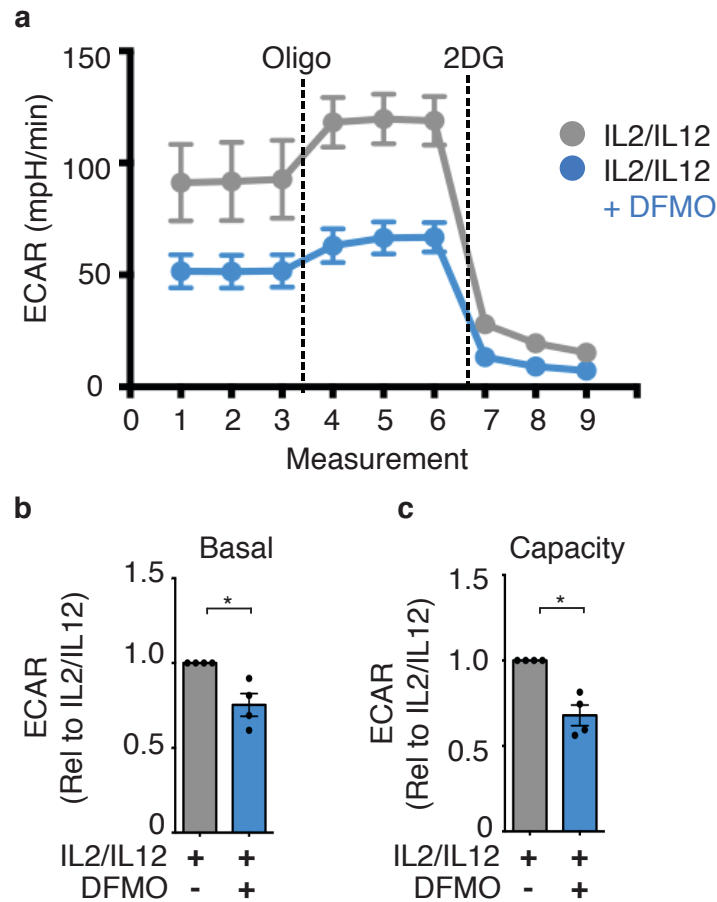 a
150
100
50
0
ECAR (mpH/min)
Oligo
2DG
IL2/IL12
IL2/IL12
+ DFMO
0 1 2 3 4 5 6 7 8 9
Measurement
b
Basal
1.5
1.0
0.5
0
ECAR
(Rel to IL2/IL12)
*
IL2/IL12 + +
DFMO - +
c
Capacity
1.5
1.0
0.5
0
ECAR
(Rel to IL2/IL12)
*
IL2/IL12 + +
DFMO - +